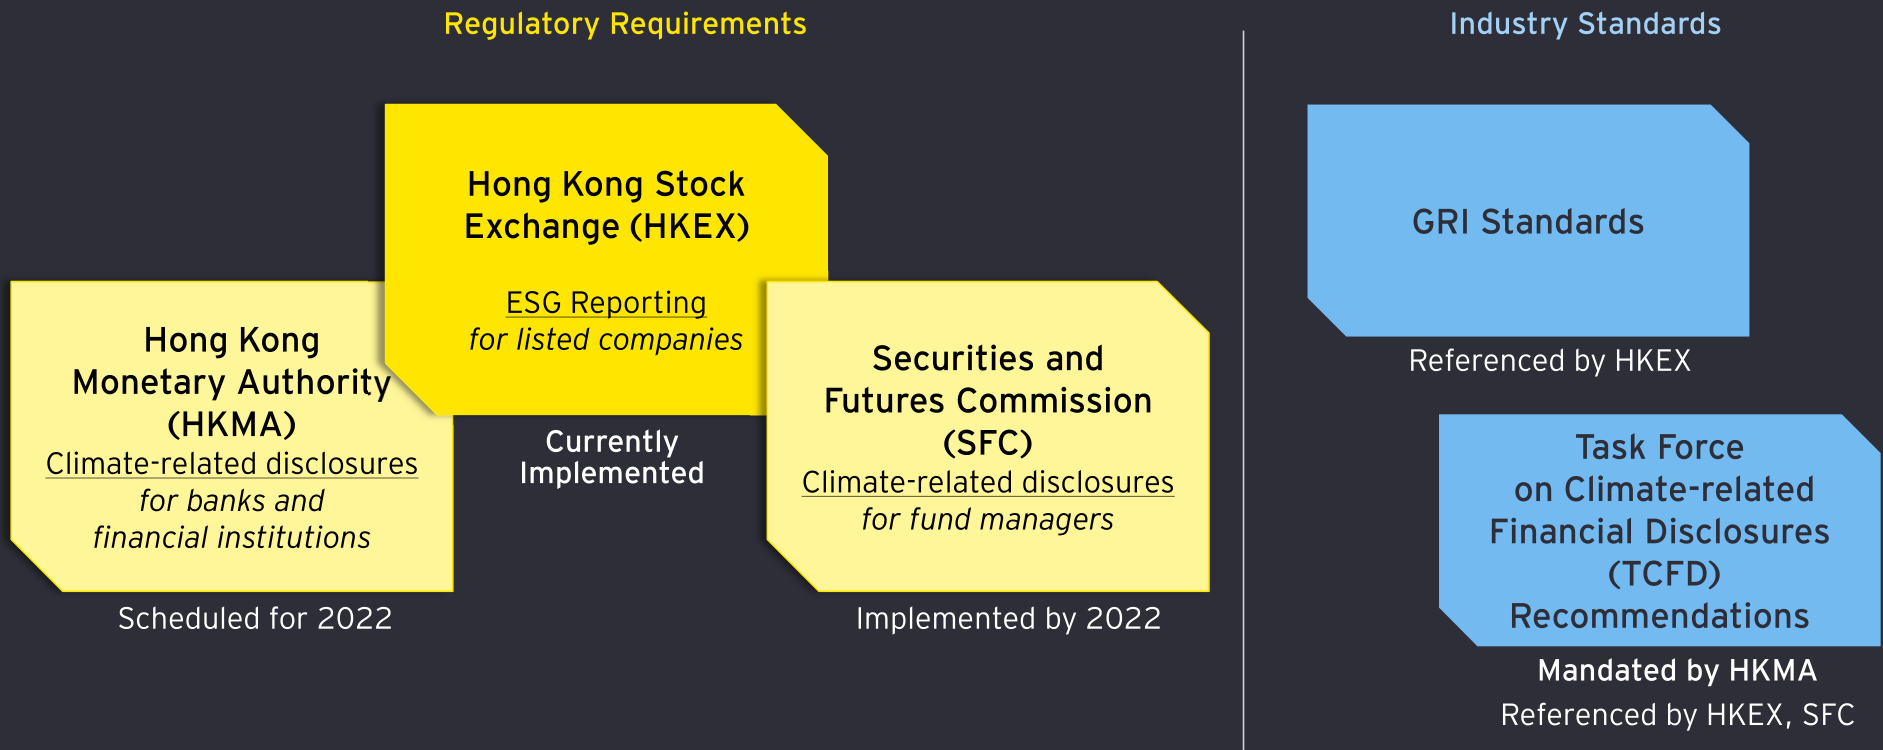 Regulatory Requirements
Hong Kong
Monetary Authority
(HKMA)
Climate-related disclosures
for banks and
financial institutions
Scheduled for 2022
Hong Kong Stock
Exchange (HKEX)
ESG Reporting
for listed companies
Currently
Implemented
Securities and
Futures Commission
(SFC)
Climate-related disclosures
for fund managers
Implemented by 2022
Industry Standards
GRI Standards
Referenced by HKEX
Task Force
on Climate-related
Financial Disclosures
(TCFD)
Recommendations
Mandated by HKMA
Referenced by HKEX, SFC